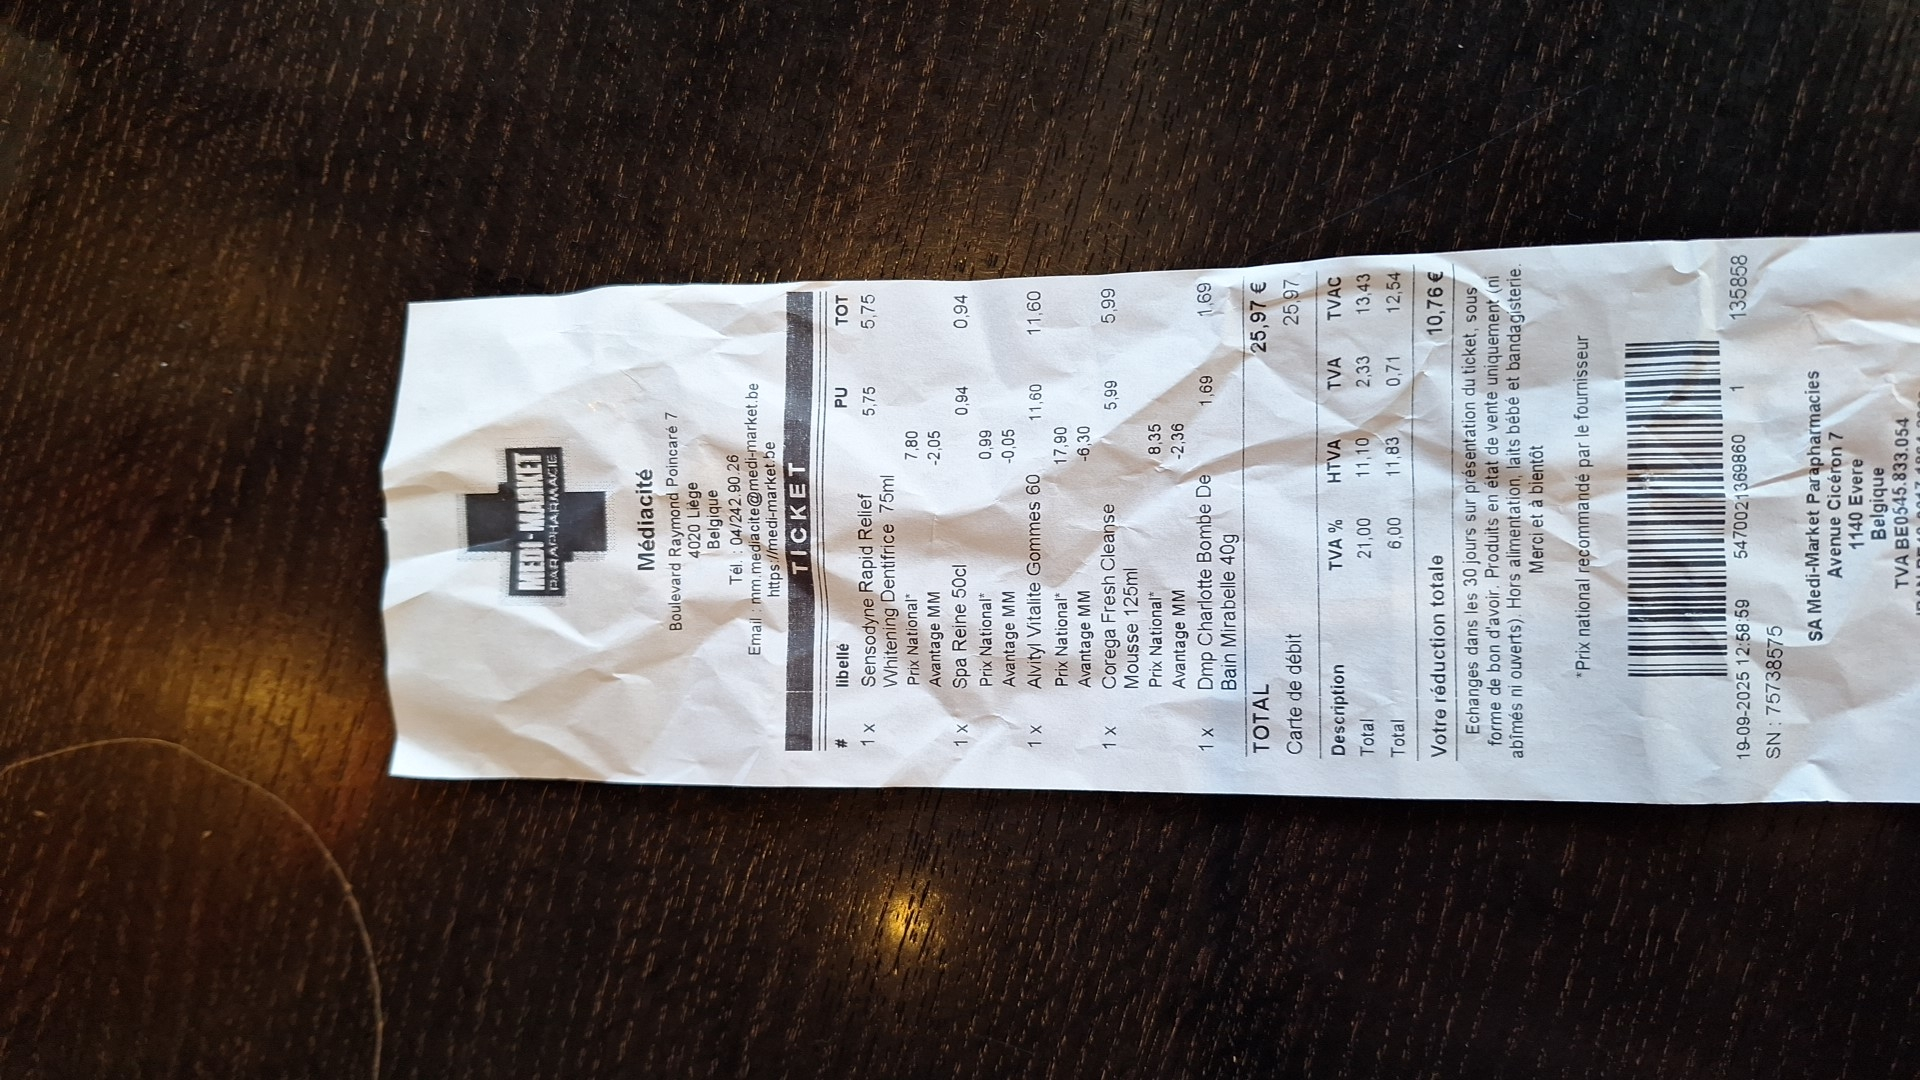 MEDI-MARKET
PARAPHARMACIE
Médiacité
Boulevard Raymond Poincaré 7
4020 Liège
Belgique
Tél. : 04/242.90.26
Email : mm.mediacite@medi-market.be
https://medi-market.be
TICKET
# libellé PU TOT
1 x Sensodyne Rapid Relief 5,75 5,75
Whitening Dentifrice 75ml
Prix National* 7,80
Avantage MM -2,05
1 x Spa Reine 50cl 0,94 0,94
Prix National* 0,99
Avantage MM -0,05
1 x Alvityl Vitalite Gommes 60 11,60 11,60
Prix National* 17,90
Avantage MM -6,30
1 x Corega Fresh Cleanse 5,99 5,99
Mousse 125ml
Prix National* 8,35
Avantage MM -2,36
1 x Dmp Charlotte Bombe De 1,69 1,69
Bain Mirabelle 40g
TOTAL 25,97 €
Carte de débit 25,97
Description TVA % HTVA TVA TVAC
Total 21,00 11,10 2,33 13,43
Total 6,00 11,83 0,71 12,54
Votre réduction totale 10,76 €
Echanges dans les 30 jours sur présentation du ticket, sous
forme de bon d'avoir. Produits en état de vente uniquement (ni
abîmés ni ouverts). Hors alimentation, laits bébé et bandagisterie.
Merci et à bientôt
*Prix national recommandé par le fournisseur
19-09-2025 12:58:59 5470021369860 1 135858
SN : 75738575
SA Medi-Market Parapharmacies
Avenue Cicéron 7
1140 Evere
Belgique
TVA BE0545.833.054